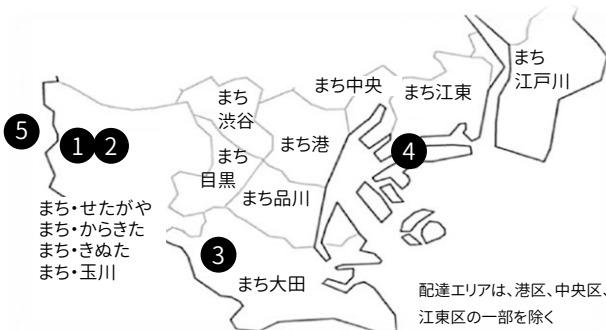 まち
江戸川
まち中央
まち江東
まち
渋谷
まち港
⑤
①②
④
まち
目黒
まち品川
まち・せたがや
まち・からきた
まち・きぬた
まち・玉川
③
まち大田
配達エリアは、港区、中央区、
江東区の一部を除く